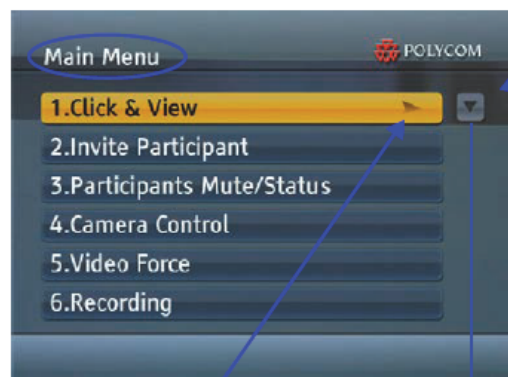 Main Menu
POLYCOM
1.Click & View
2.Invite Participant
3.Participants Mute/Status
4.Camera Control
5.Video Force
6.Recording